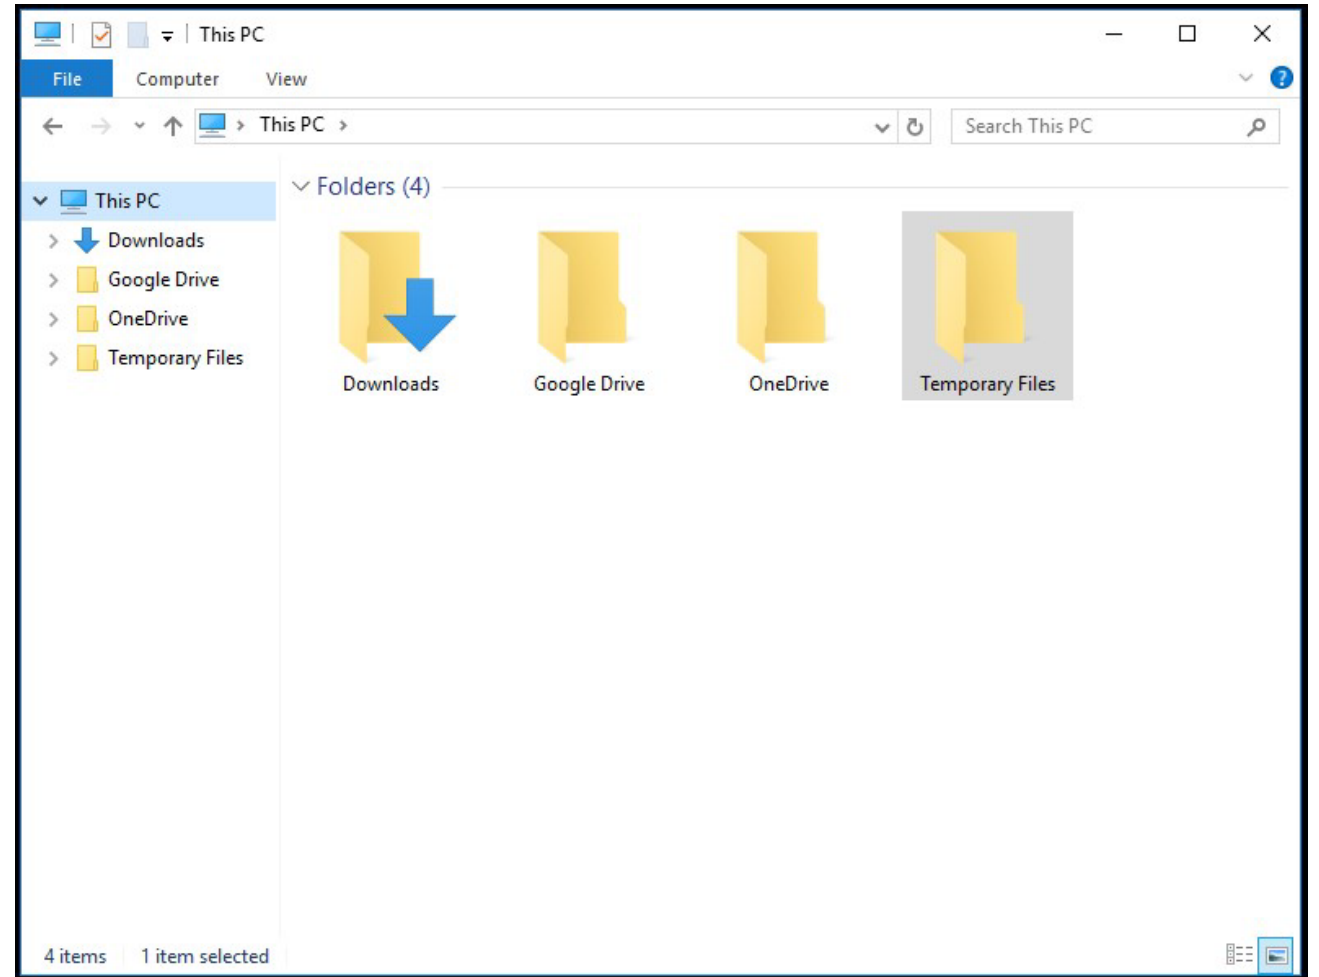 This PC
File Computer View
This PC
Search This PC
This PC
Downloads
Google Drive
OneDrive
Temporary Files
Folders (4)
Downloads Google Drive OneDrive Temporary Files
4 items 1 item selected